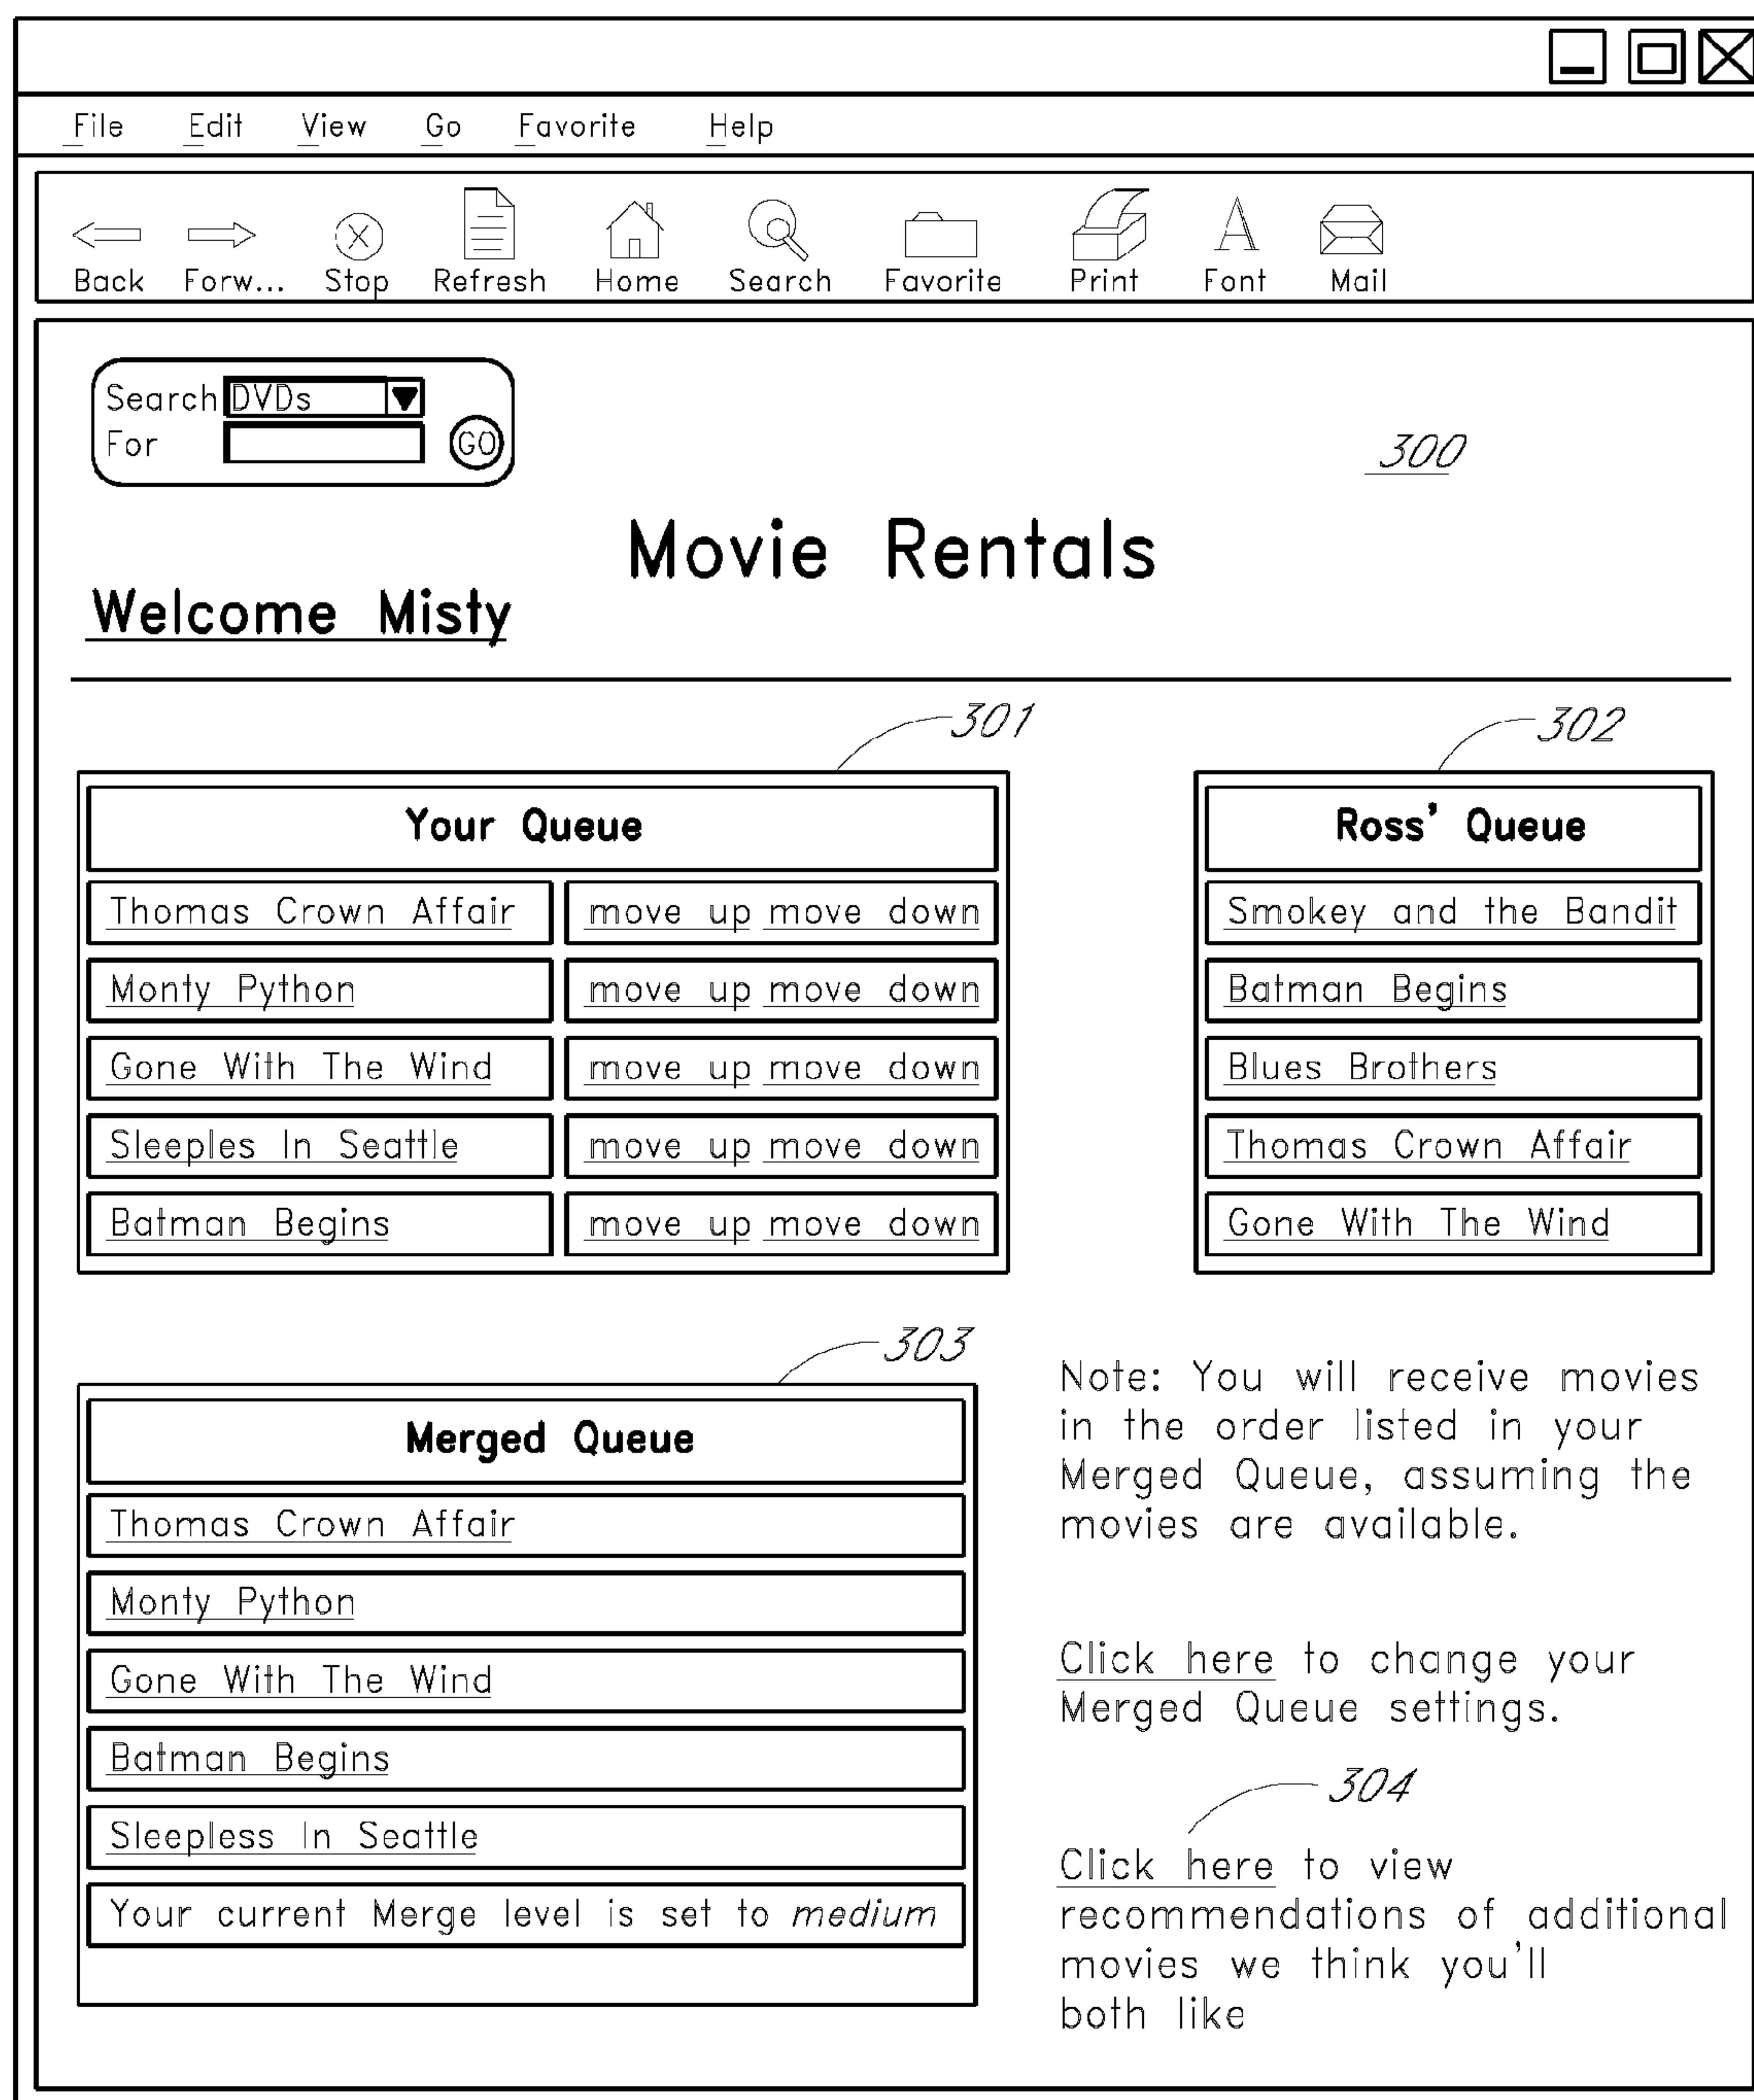 File Edit View Go Favorite Help
Back Forw... Stop Refresh Home Search Favorite Print Font Mail
Search DVDs
For GO
300
Movie Rentals
Welcome Misty
301
302
Your Queue
Thomas Crown Affair move up move down
Monty Python move up move down
Gone With The Wind move up move down
Sleeples In Seattle move up move down
Batman Begins move up move down
Ross' Queue
Smokey and the Bandit
Batman Begins
Blues Brothers
Thomas Crown Affair
Gone With The Wind
303
Merged Queue
Thomas Crown Affair
Monty Python
Gone With The Wind
Batman Begins
Sleepless In Seattle
Your current Merge level is set to medium
Note: You will receive movies
in the order listed in your
Merged Queue, assuming the
movies are available.
Click here to change your
Merged Queue settings.
304
Click here to view
recommendations of additional
movies we think you'll
both like